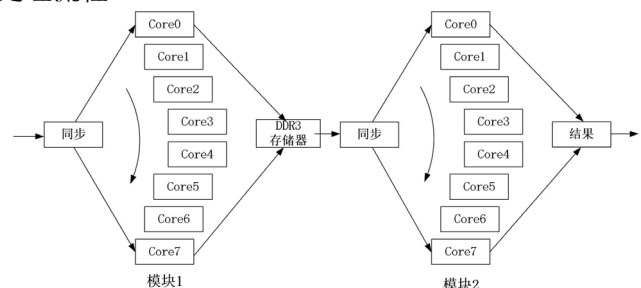 Core0
Core1
Core2
Core3
Core4
Core5
Core6
Core7
同步
DDR3
存储器
模块1
Core0
Core1
Core2
Core3
Core4
Core5
Core6
Core7
同步
结果
模块2